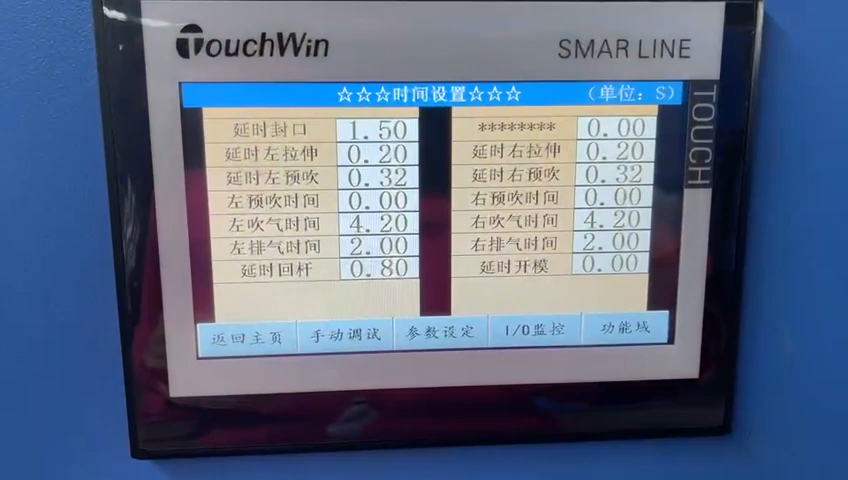 TouchWin
SMAR LINE
☆☆☆时间设置☆☆☆ (单位：S)
延时封口 1.50 ******** 0.00
延时左拉伸 0.20 延时右拉伸 0.20
延时左预吹 0.32 延时右预吹 0.32
左预吹时间 0.00 右预吹时间 0.00
左吹气时间 4.20 右吹气时间 4.20
左排气时间 2.00 右排气时间 2.00
延时回杆 0.80 延时开模 0.00
返回主页 手动调试 参数设定 I/O监控 功能域
TOUCH